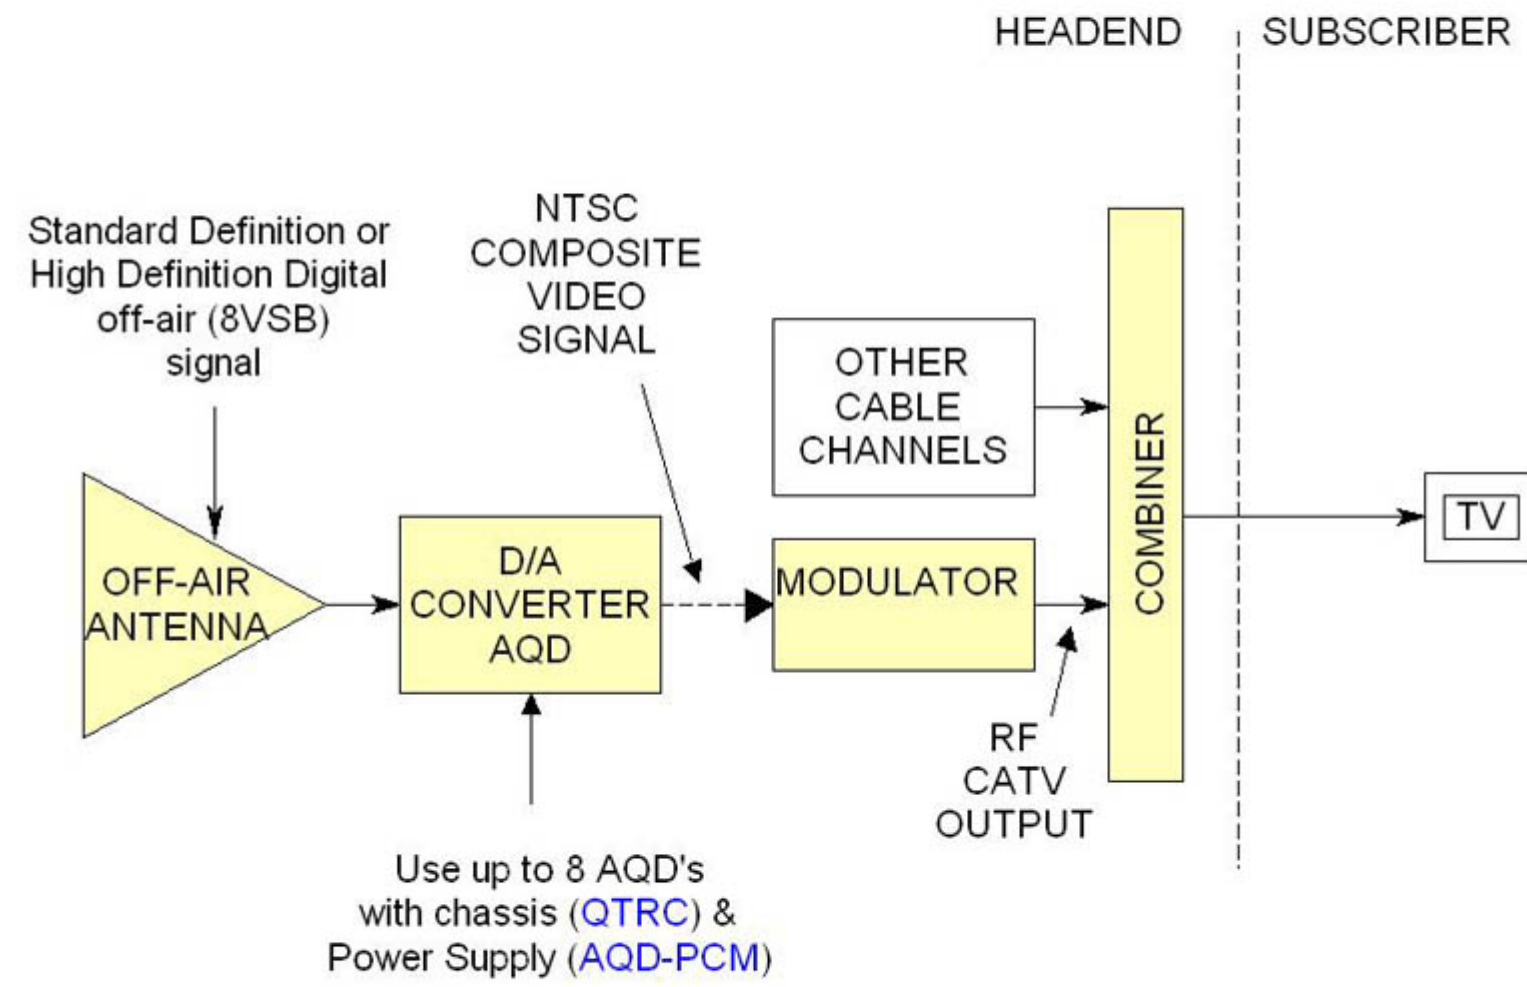 HEADEND
SUBSCRIBER
Standard Definition or
High Definition Digital
off-air (8VSB)
signal
NTSC
COMPOSITE
VIDEO
SIGNAL
OTHER
CABLE
CHANNELS
OFF-AIR
ANTENNA
D/A
CONVERTER
AQD
MODULATOR
COMBINER
TV
RF
CATV
OUTPUT
Use up to 8 AQD's
with chassis (QTRC) &
Power Supply (AQD-PCM)